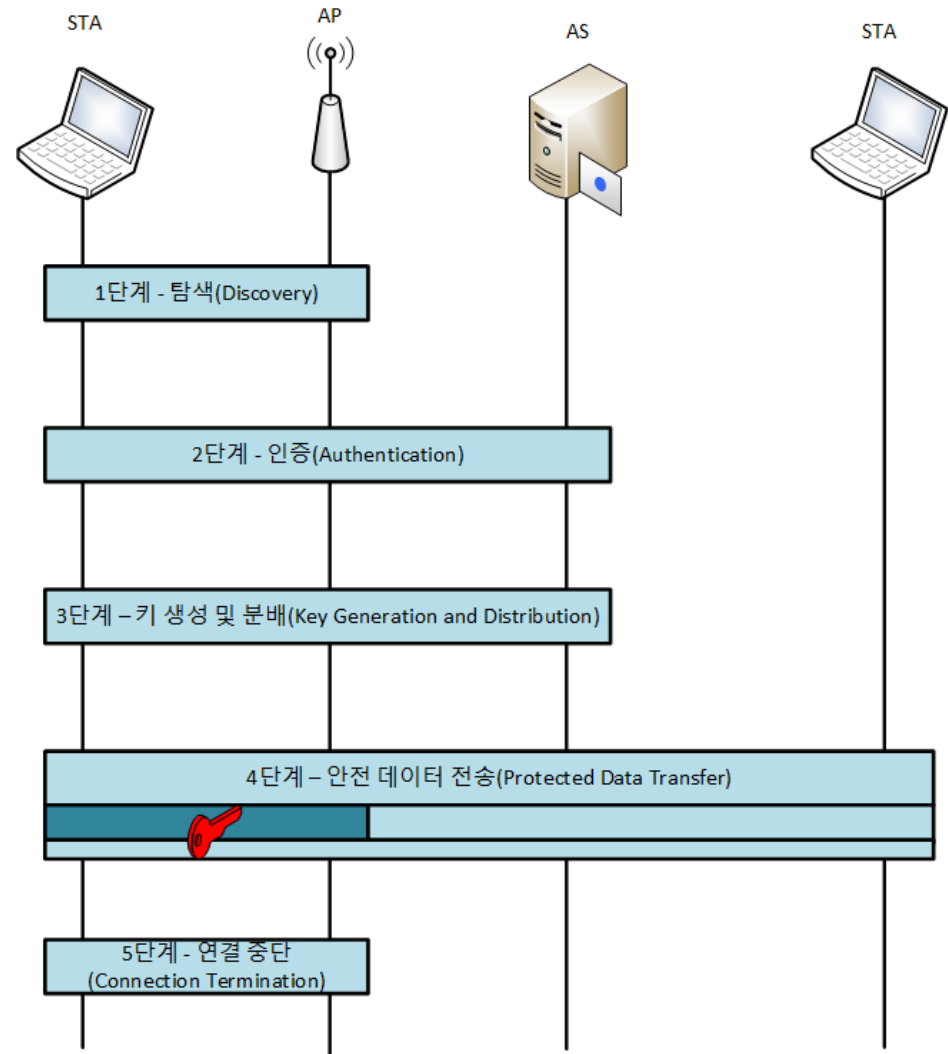 STA
AP
AS
STA
1단계 - 탐색(Discovery)
2단계 - 인증(Authentication)
3단계 – 키 생성 및 분배(Key Generation and Distribution)
4단계 – 안전 데이터 전송(Protected Data Transfer)
5단계 - 연결 중단
(Connection Termination)